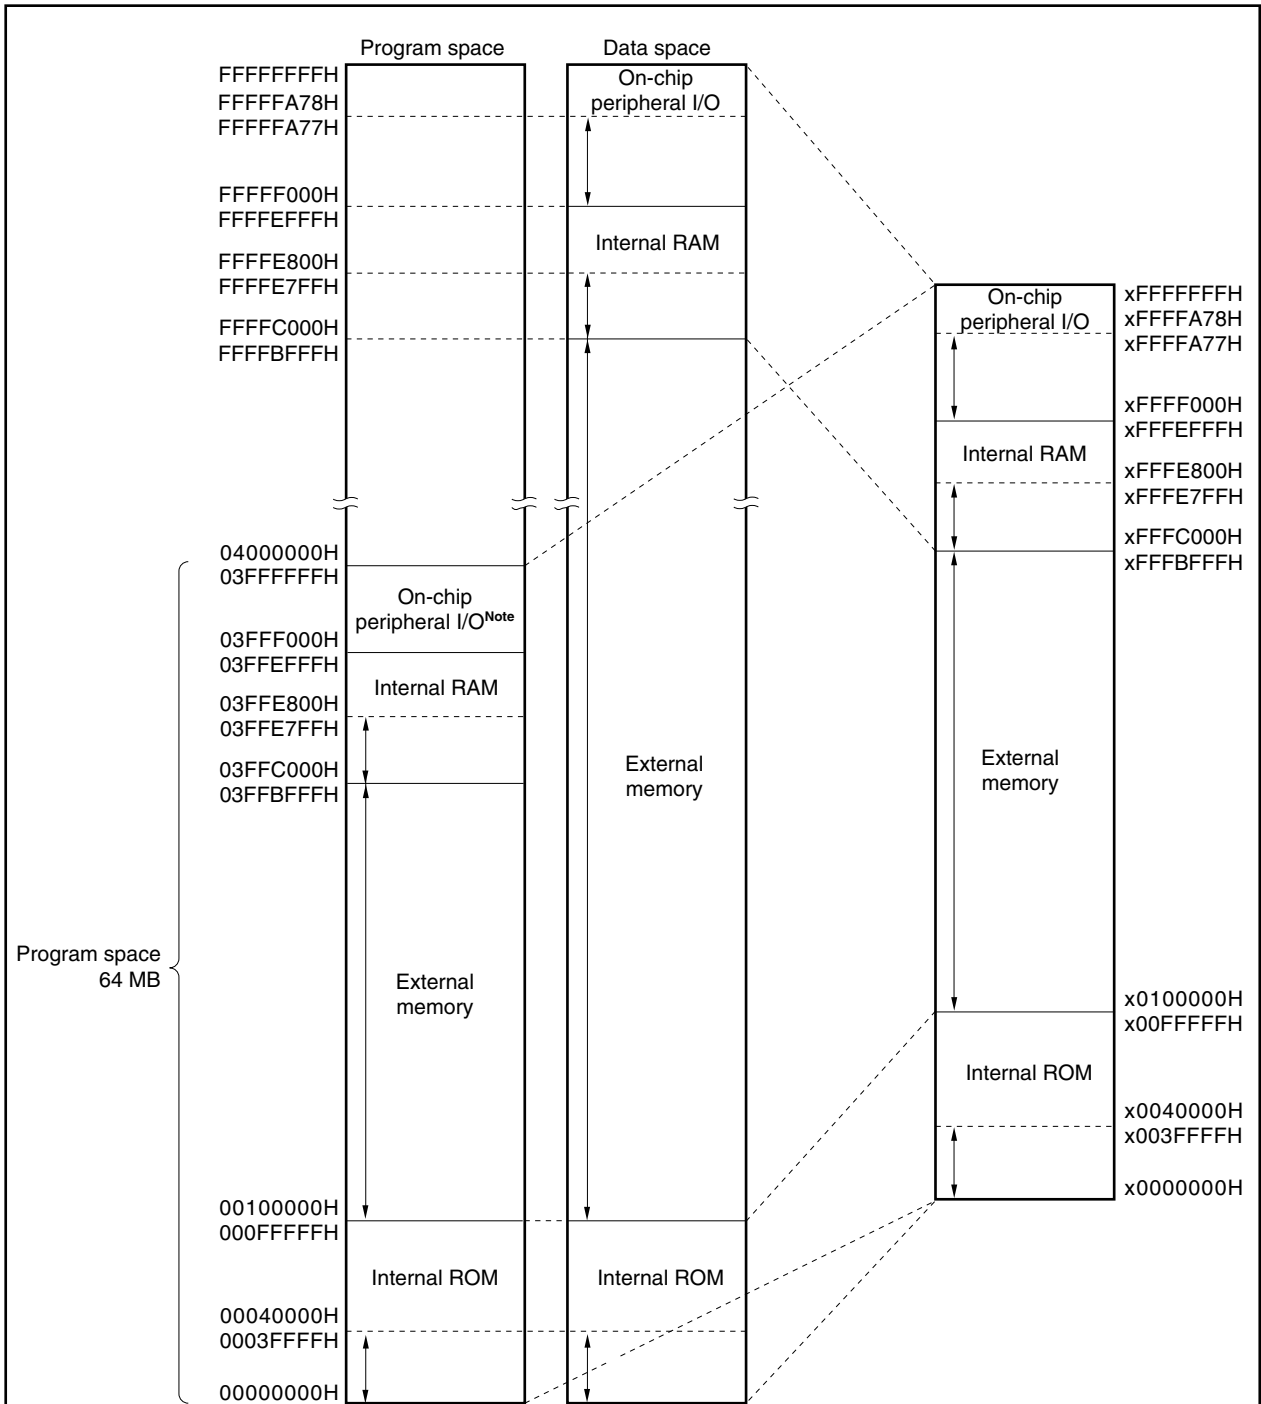 Program space
Data space
FFFFFFFFH
FFFFFA78H
FFFFFA77H
FFFFF000H
FFFFEFFFH
FFFFE800H
FFFFE7FFH
FFFFC000H
FFFFBFFFH
04000000H
03FFFFFFH
03FFF000H
03FFEFFFH
03FFE800H
03FFE7FFH
03FFC000H
03FFBFFFH
Program space
64 MB
00100000H
000FFFFFH
00040000H
0003FFFFH
00000000H
On-chip
peripheral I/ONote
Internal RAM
External
memory
Internal ROM
On-chip
peripheral I/O
Internal RAM
External
memory
Internal ROM
On-chip
peripheral I/O
Internal RAM
External
memory
Internal ROM
xFFFFFFFH
xFFFFA78H
xFFFFA77H
xFFFF000H
xFFFEFFFH
xFFFE800H
xFFFE7FFH
xFFFC000H
xFFFBFFFH
x0100000H
x00FFFFFH
x0040000H
x003FFFFH
x0000000H